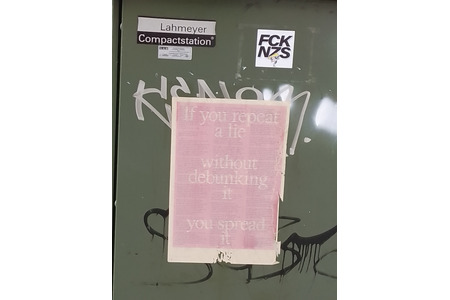 Lahmeyer
Compactstation®
FCK
NZS
If you repeat
a lie
without
debunking
it
you spread
it